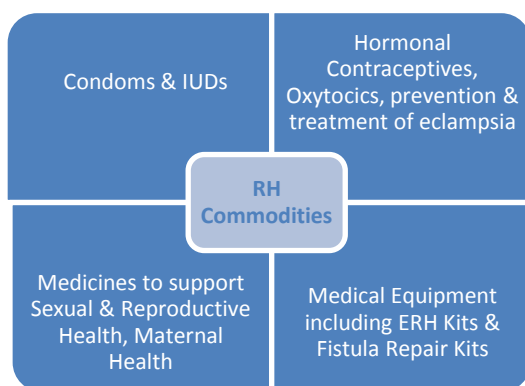 Condoms & IUDs
Hormonal
Contraceptives,
Oxytocics, prevention &
treatment of eclampsia
RH
Commodities
Medicines to support
Sexual & Reproductive
Health, Maternal
Health
Medical Equipment
including ERH Kits &
Fistula Repair Kits